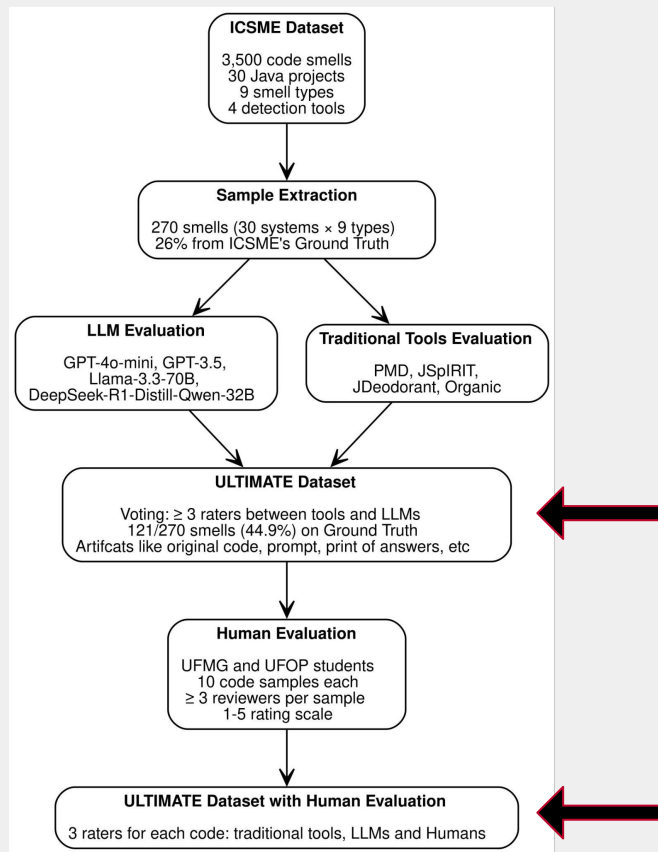 ICSME Dataset
3,500 code smells
30 Java projects
9 smell types
4 detection tools
Sample Extraction
270 smells (30 systems × 9 types)
26% from ICSME's Ground Truth
LLM Evaluation
GPT-4o-mini, GPT-3.5,
Llama-3.3-70B,
DeepSeek-R1-Distill-Qwen-32B
Traditional Tools Evaluation
PMD, JSpIRIT,
JDeodorant, Organic
ULTIMATE Dataset
Voting: ≥ 3 raters between tools and LLMs
121/270 smells (44.9%) on Ground Truth
Artifcats like original code, prompt, print of answers, etc
Human Evaluation
UFMG and UFOP students
10 code samples each
≥ 3 reviewers per sample
1-5 rating scale
ULTIMATE Dataset with Human Evaluation
3 raters for each code: traditional tools, LLMs and Humans